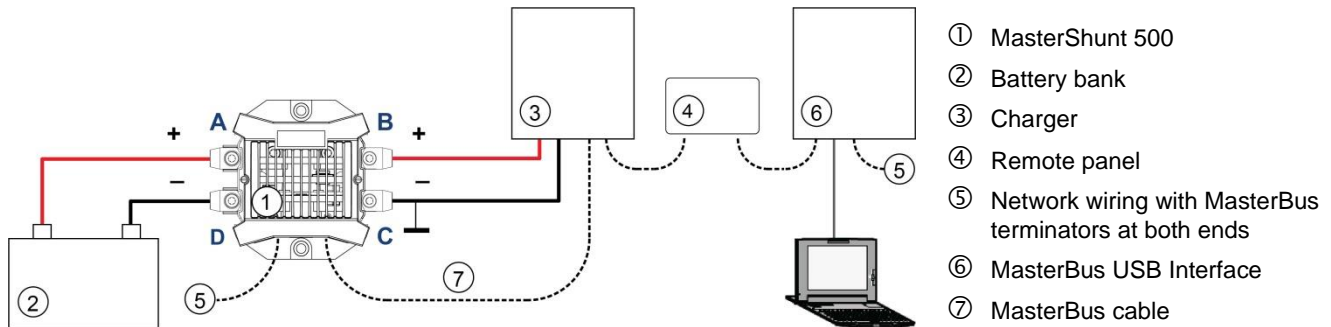 A
B
+
+
–
–
1
D
C
2
3
4
5
5
6
7
① MasterShunt 500
② Battery bank
③ Charger
④ Remote panel
⑤ Network wiring with MasterBus
terminators at both ends
⑥ MasterBus USB Interface
⑦ MasterBus cable